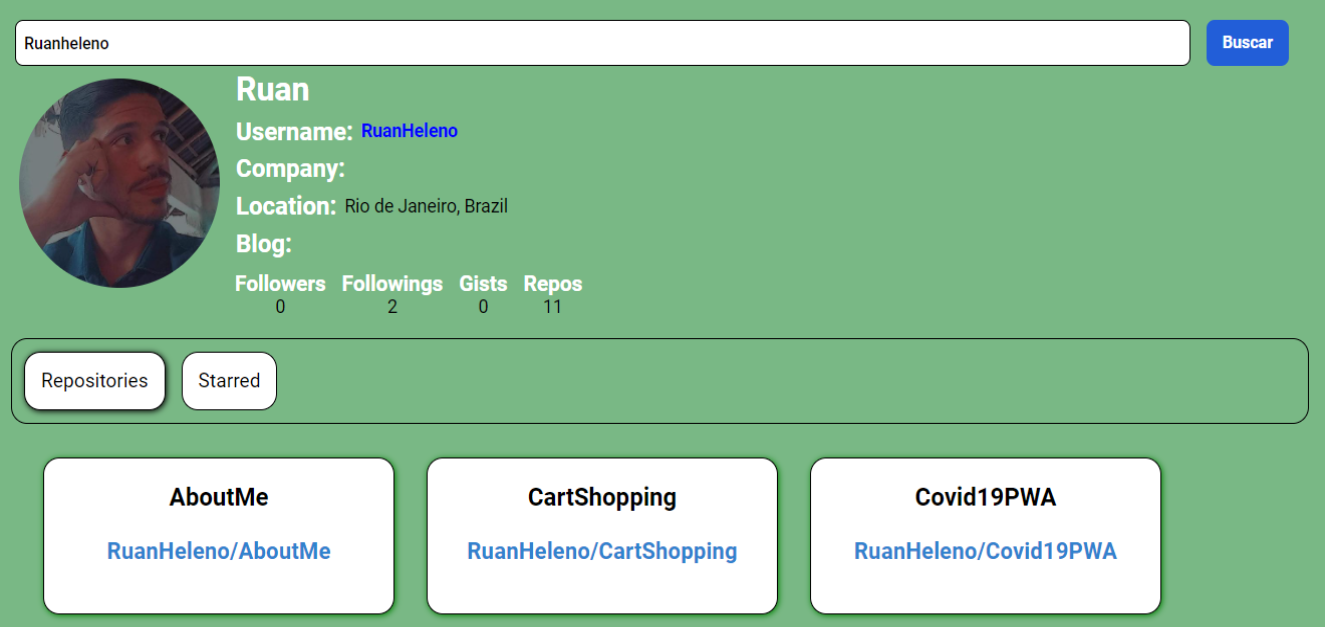 Ruanheleno Buscar
Ruan
Username: RuanHeleno
Company:
Location: Rio de Janeiro, Brazil
Blog:
Followers Followings Gists Repos
0 2 0 11
Repositories Starred
AboutMe CartShopping Covid19PWA
RuanHeleno/AboutMe RuanHeleno/CartShopping RuanHeleno/Covid19PWA